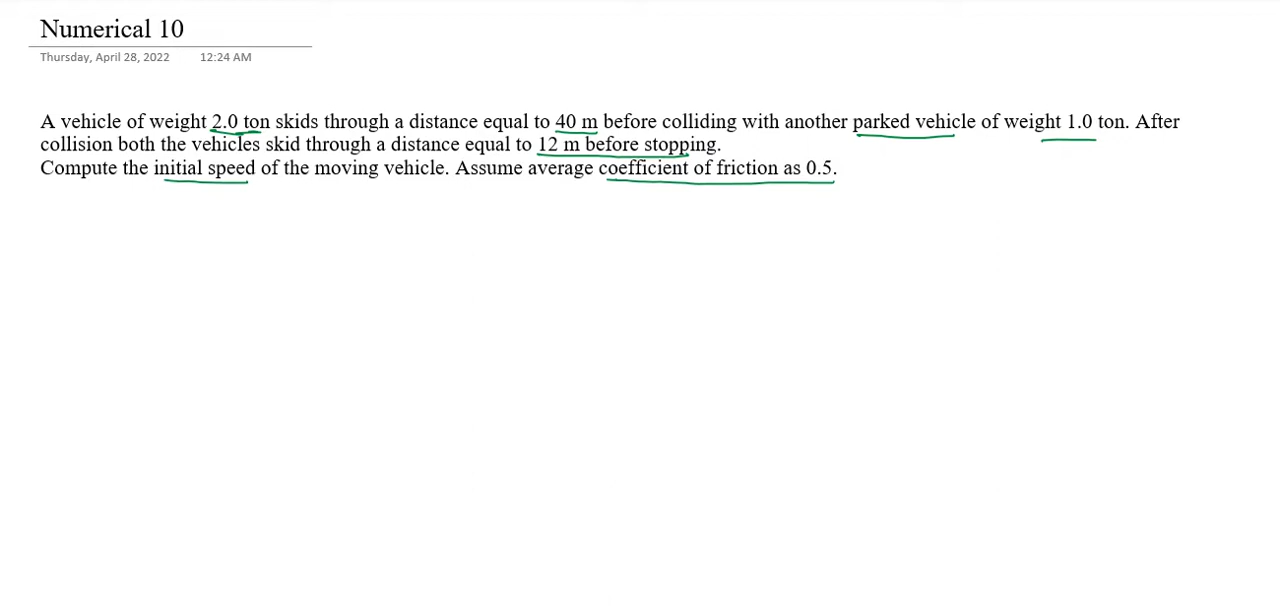 Numerical 10
Thursday, April 28, 2022 12:24 AM
A vehicle of weight 2.0 ton skids through a distance equal to 40 m before colliding with another parked vehicle of weight 1.0 ton. After
collision both the vehicles skid through a distance equal to 12 m before stopping.
Compute the initial speed of the moving vehicle. Assume average coefficient of friction as 0.5.